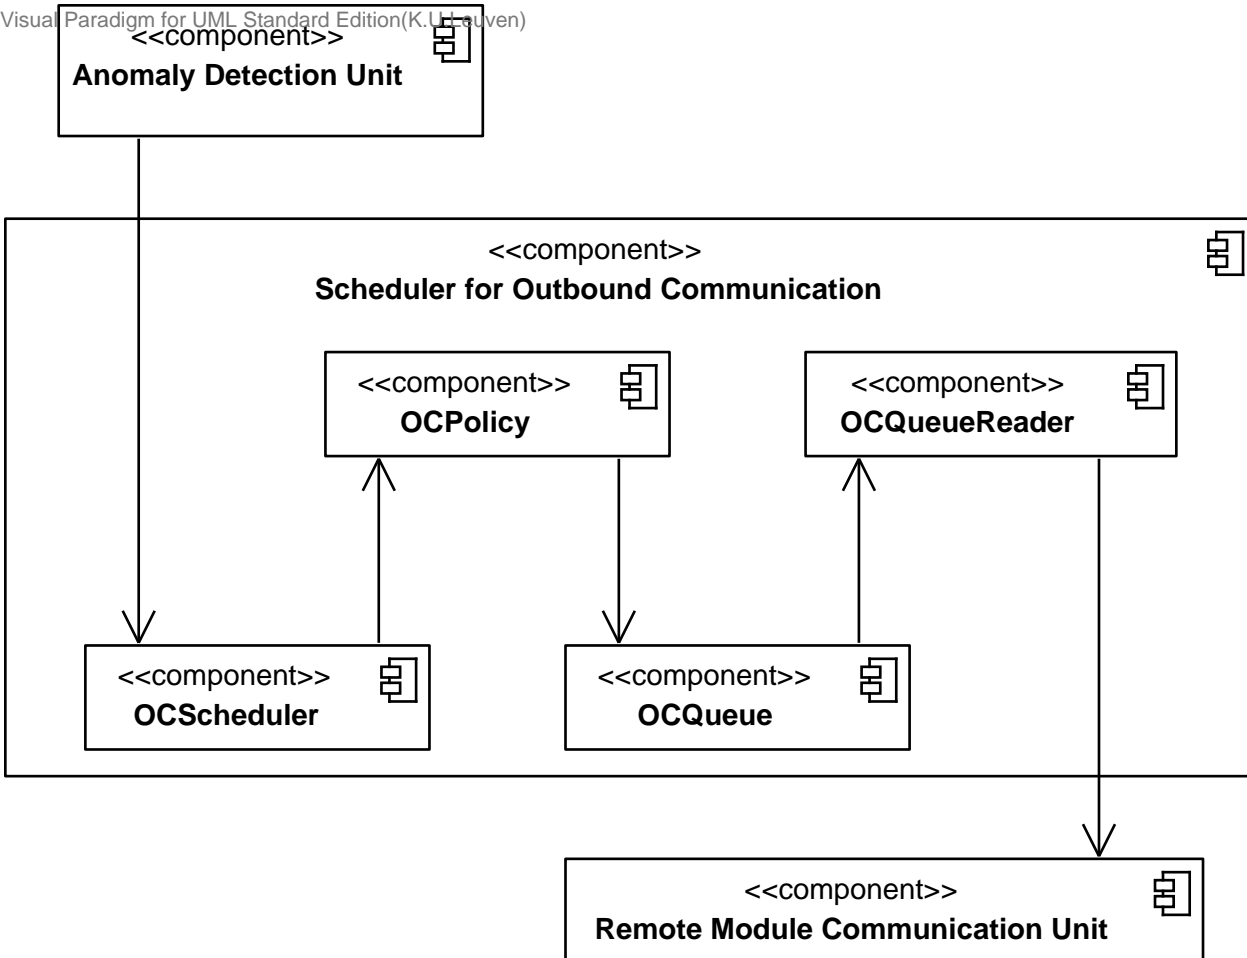 Visual Paradigm for UML Standard Edition(K.U.Leuven)
<<component>>
Anomaly Detection Unit
<<component>>
Scheduler for Outbound Communication
<<component>>
OCPolicy
<<component>>
OCQueueReader
<<component>>
OCScheduler
<<component>>
OCQueue
<<component>>
Remote Module Communication Unit